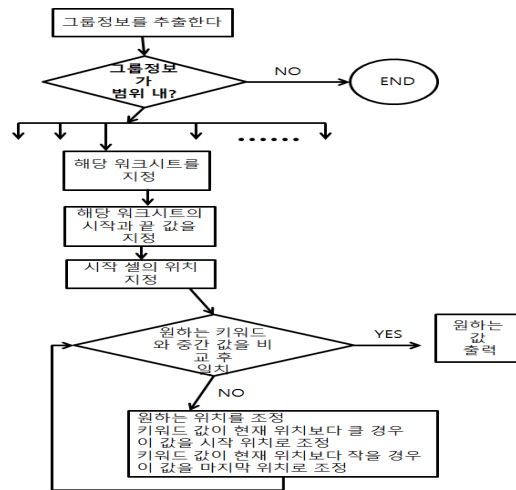 그룹정보를 추출한다
그룹정보
가
범위 내?
NO
END
......
해당 워크시트를
지정
해당 워크시트의
시작과 끝 값을
지정
시작 셀의 위치
지정
원하는 키워드
와 중간 값을 비
교 후
일치
YES
원하는
값
출력
NO
원하는 위치를 조정
키워드 값이 현재 위치보다 클 경우
이 값을 시작 위치로 조정
키워드 값이 현재 위치보다 작을 경우
이 값을 마지막 위치로 조정